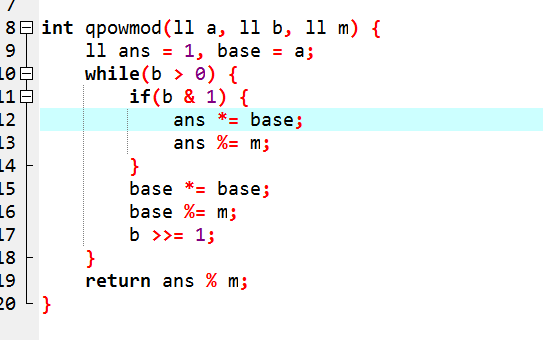 7
8 int qpowmod(ll a, ll b, ll m) {
9 ll ans = 1, base = a;
10 while(b > 0) {
11 if(b & 1) {
12 ans *= base;
13 ans %= m;
14 }
15 base *= base;
16 base %= m;
17 b >>= 1;
18 }
19 return ans % m;
20 }